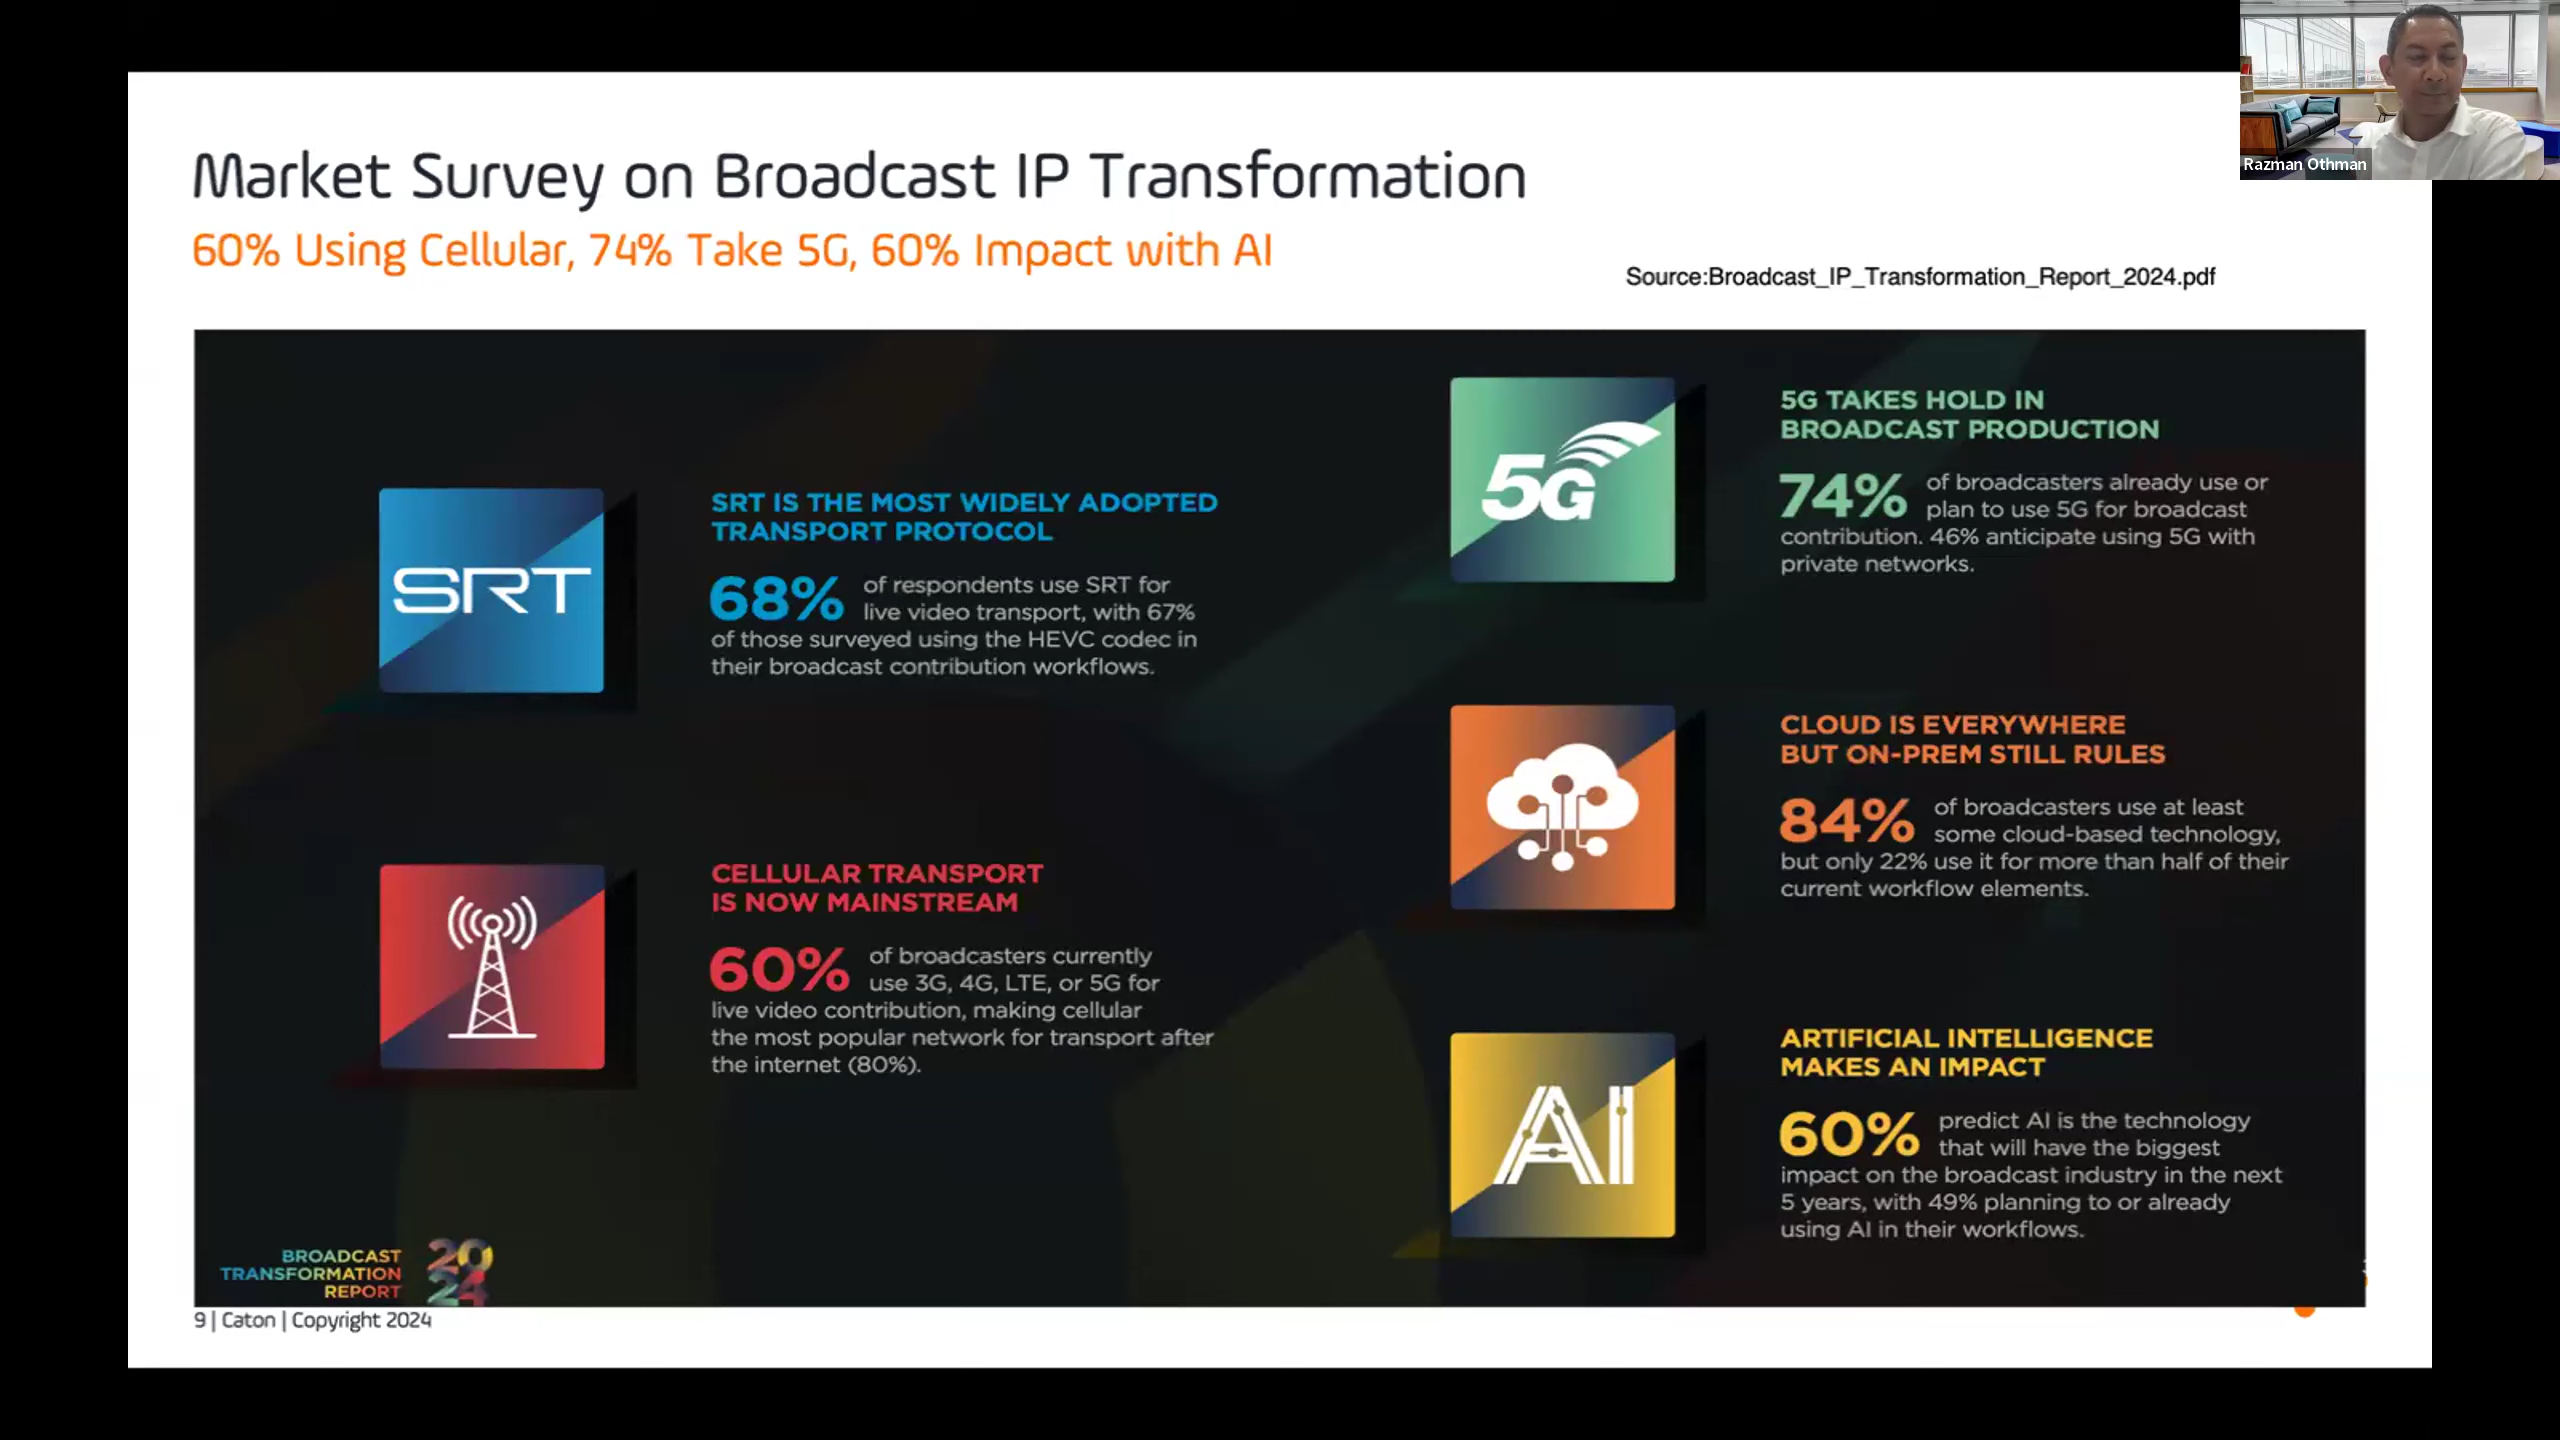 Razman Othman
Market Survey on Broadcast IP Transformation
60% Using Cellular, 74% Take 5G, 60% Impact with AI
Source:Broadcast_IP_Transformation_Report_2024.pdf
SRT
SRT IS THE MOST WIDELY ADOPTED
TRANSPORT PROTOCOL
68% of respondents use SRT for
live video transport, with 67%
of those surveyed using the HEVC codec in
their broadcast contribution workflows.
CELLULAR TRANSPORT
IS NOW MAINSTREAM
60% of broadcasters currently
use 3G, 4G, LTE, or 5G for
live video contribution, making cellular
the most popular network for transport after
the internet (80%).
5G
5G TAKES HOLD IN
BROADCAST PRODUCTION
74% of broadcasters already use or
plan to use 5G for broadcast
contribution. 46% anticipate using 5G with
private networks.
CLOUD IS EVERYWHERE
BUT ON-PREM STILL RULES
84% of broadcasters use at least
some cloud-based technology,
but only 22% use it for more than half of their
current workflow elements.
AI
ARTIFICIAL INTELLIGENCE
MAKES AN IMPACT
60% predict AI is the technology
that will have the biggest
impact on the broadcast industry in the next
5 years, with 49% planning to or already
using AI in their workflows.
BROADCAST
TRANSFORMATION
REPORT
20
24
9 | Caton | Copyright 2024